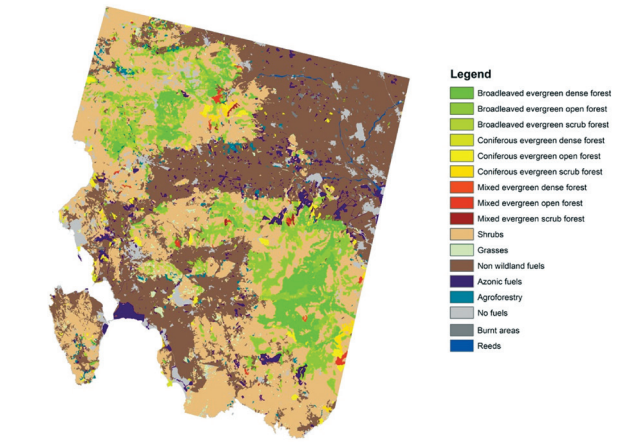 Legend
Broadleaved evergreen dense forest
Broadleaved evergreen open forest
Broadleaved evergreen scrub forest
Coniferous evergreen dense forest
Coniferous evergreen open forest
Coniferous evergreen scrub forest
Mixed evergreen dense forest
Mixed evergreen open forest
Mixed evergreen scrub forest
Shrubs
Grasses
Non wildland fuels
Azonic fuels
Agroforestry
No fuels
Burnt areas
Reeds